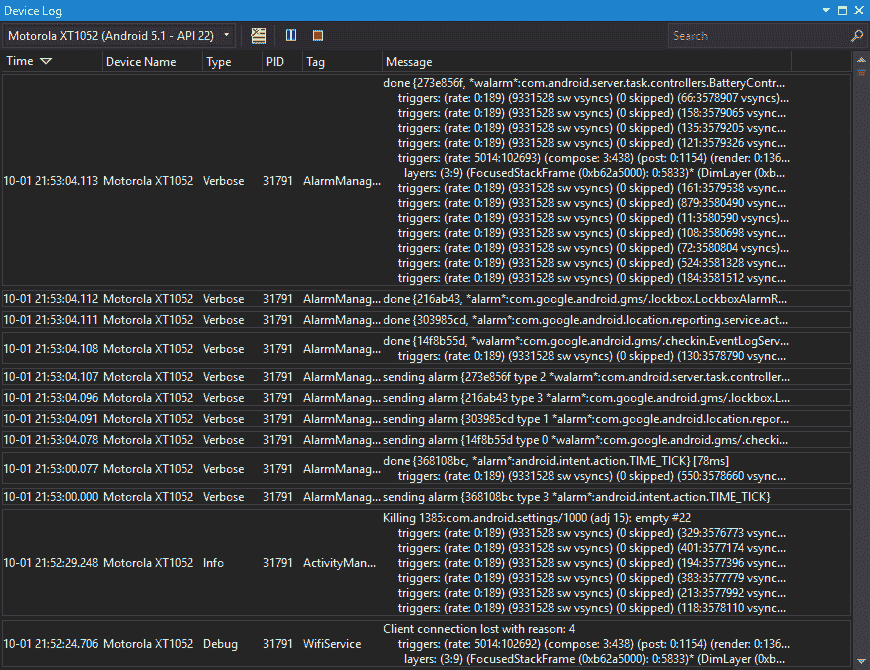 Device Log
Motorola XT1052 (Android 5.1 - API 22)
Search
Time Device Name Type PID Tag Message
done {273e856f, *walarm*:com.android.server.task.controllers.BatteryContr...
triggers: (rate: 0:189) (9331528 sw vsyncs) (0 skipped) (66:3578907 vsyncs)...
triggers: (rate: 0:189) (9331528 sw vsyncs) (0 skipped) (158:3579065 vsync...
triggers: (rate: 0:189) (9331528 sw vsyncs) (0 skipped) (135:3579205 vsync...
triggers: (rate: 0:189) (9331528 sw vsyncs) (0 skipped) (121:3579326 vsync...
triggers: (rate: 5014:102693) (compose: 3:438) (post: 0:1154) (render: 0:136...
layers: (3:9) (FocusedStackFrame (0xb62a5000): 0:5833)* (DimLayer (0xb...
10-01 21:53:04.113 Motorola XT1052 Verbose 31791 AlarmManag...
triggers: (rate: 0:189) (9331528 sw vsyncs) (0 skipped) (161:3579538 vsync...
triggers: (rate: 0:189) (9331528 sw vsyncs) (0 skipped) (879:3580490 vsync...
triggers: (rate: 0:189) (9331528 sw vsyncs) (0 skipped) (11:3580590 vsyncs)...
triggers: (rate: 0:189) (9331528 sw vsyncs) (0 skipped) (108:3580698 vsync...
triggers: (rate: 0:189) (9331528 sw vsyncs) (0 skipped) (72:3580804 vsyncs)...
triggers: (rate: 0:189) (9331528 sw vsyncs) (0 skipped) (524:3581328 vsync...
triggers: (rate: 0:189) (9331528 sw vsyncs) (0 skipped) (184:3581512 vsync...
10-01 21:53:04.112 Motorola XT1052 Verbose 31791 AlarmManag... done {216ab43, *alarm*:com.google.android.gms/.lockbox.LockboxAlarmR...
10-01 21:53:04.111 Motorola XT1052 Verbose 31791 AlarmManag... done {303985cd, *alarm*:com.google.android.location.reporting.service.act...
done {14f8b55d, *walarm*:com.google.android.gms/.checkin.EventLogServ...
10-01 21:53:04.108 Motorola XT1052 Verbose 31791 AlarmManag...
triggers: (rate: 0:189) (9331528 sw vsyncs) (0 skipped) (130:3578790 vsync...
10-01 21:53:04.107 Motorola XT1052 Verbose 31791 AlarmManag... sending alarm {273e856f type 2 *walarm*:com.android.server.task.controller...
10-01 21:53:04.096 Motorola XT1052 Verbose 31791 AlarmManag... sending alarm {216ab43 type 3 *alarm*:com.google.android.gms/.lockbox.L...
10-01 21:53:04.091 Motorola XT1052 Verbose 31791 AlarmManag... sending alarm {303985cd type 1 *alarm*:com.google.android.location.repor...
10-01 21:53:04.078 Motorola XT1052 Verbose 31791 AlarmManag... sending alarm {14f8b55d type 0 *walarm*:com.google.android.gms/.checki...
done {368108bc, *alarm*:android.intent.action.TIME_TICK} [78ms]
10-01 21:53:00.077 Motorola XT1052 Verbose 31791 AlarmManag...
triggers: (rate: 0:189) (9331528 sw vsyncs) (0 skipped) (550:3578660 vsync...
10-01 21:53:00.000 Motorola XT1052 Verbose 31791 AlarmManag... sending alarm {368108bc type 3 *alarm*:android.intent.action.TIME_TICK}
Killing 1385:com.android.settings/1000 (adj 15): empty #22
triggers: (rate: 0:189) (9331528 sw vsyncs) (0 skipped) (329:3576773 vsync...
triggers: (rate: 0:189) (9331528 sw vsyncs) (0 skipped) (401:3577174 vsync...
10-01 21:52:29.248 Motorola XT1052 Info 31791 ActivityMan...
triggers: (rate: 0:189) (9331528 sw vsyncs) (0 skipped) (194:3577396 vsync...
triggers: (rate: 0:189) (9331528 sw vsyncs) (0 skipped) (383:3577779 vsync...
triggers: (rate: 0:189) (9331528 sw vsyncs) (0 skipped) (213:3577992 vsync...
triggers: (rate: 0:189) (9331528 sw vsyncs) (0 skipped) (118:3578110 vsync...
Client connection lost with reason: 4
10-01 21:52:24.706 Motorola XT1052 Debug 31791 WifiService
triggers: (rate: 5014:102693) (compose: 3:438) (post: 0:1154) (render: 0:136...
layers: (3:9) (FocusedStackFrame (0xb62a5000): 0:5833)* (DimLayer (0xb...